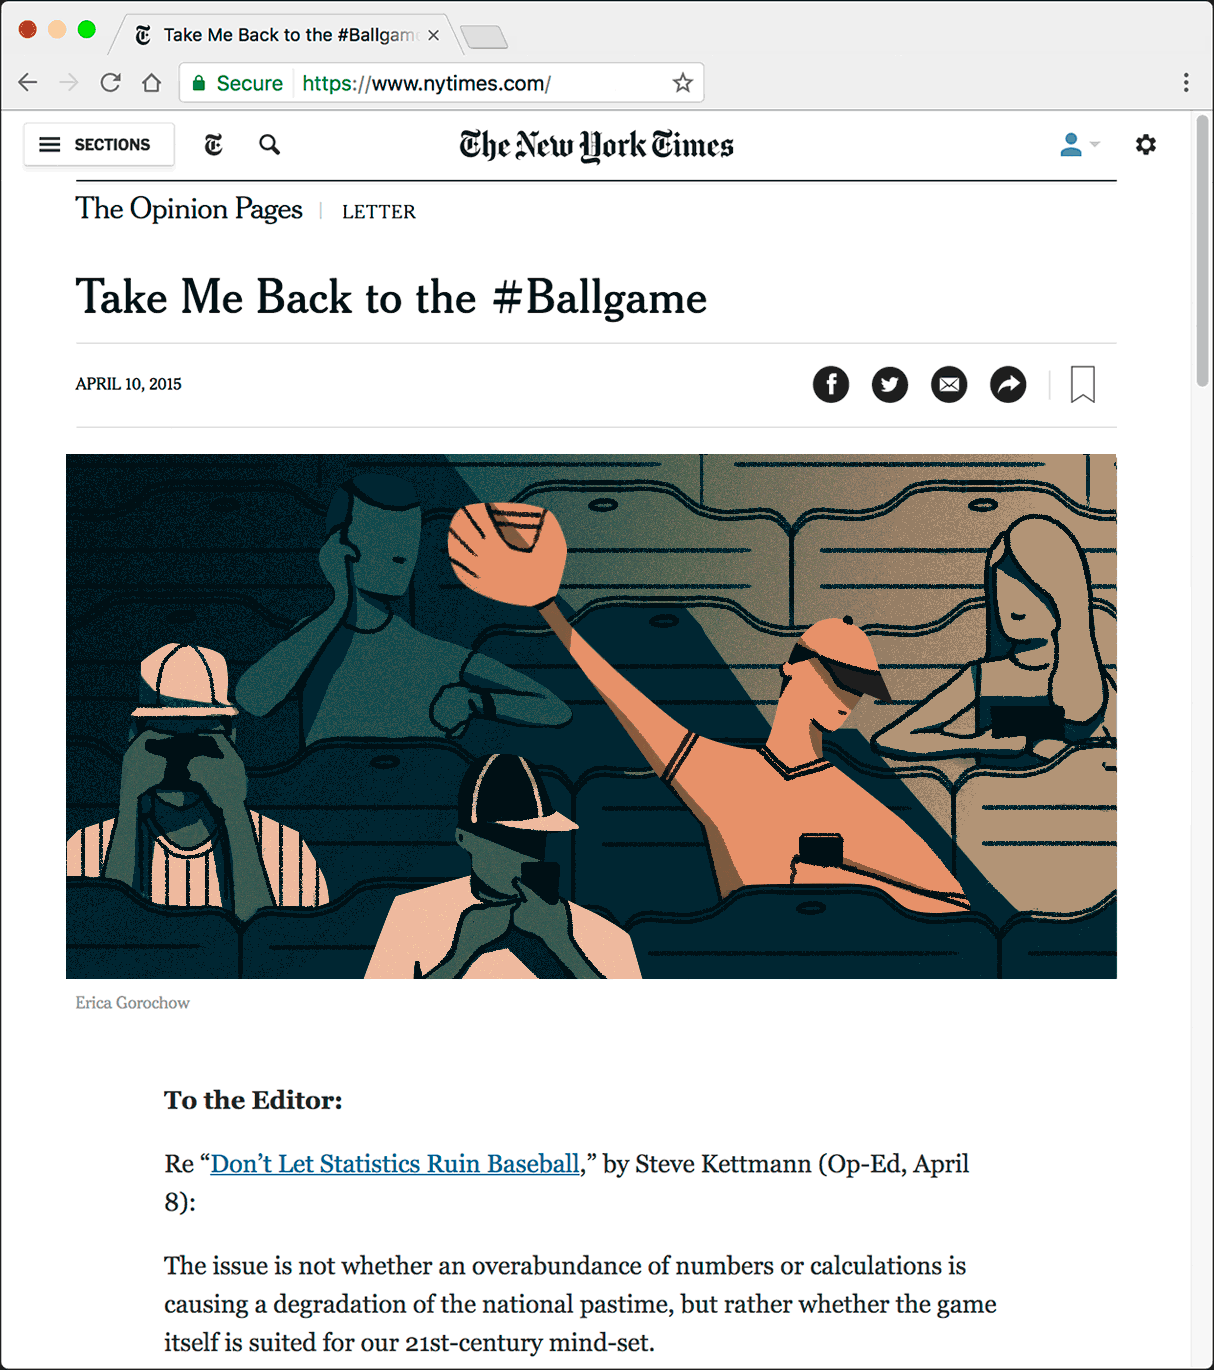 Take Me Back to the #Ballgam
Secure https://www.nytimes.com/
SECTIONS
The New York Times
The Opinion Pages | LETTER
Take Me Back to the #Ballgame
APRIL 10, 2015
Erica Gorochow
To the Editor:
Re “Don’t Let Statistics Ruin Baseball,” by Steve Kettmann (Op-Ed, April
8):
The issue is not whether an overabundance of numbers or calculations is
causing a degradation of the national pastime, but rather whether the game
itself is suited for our 21st-century mind-set.